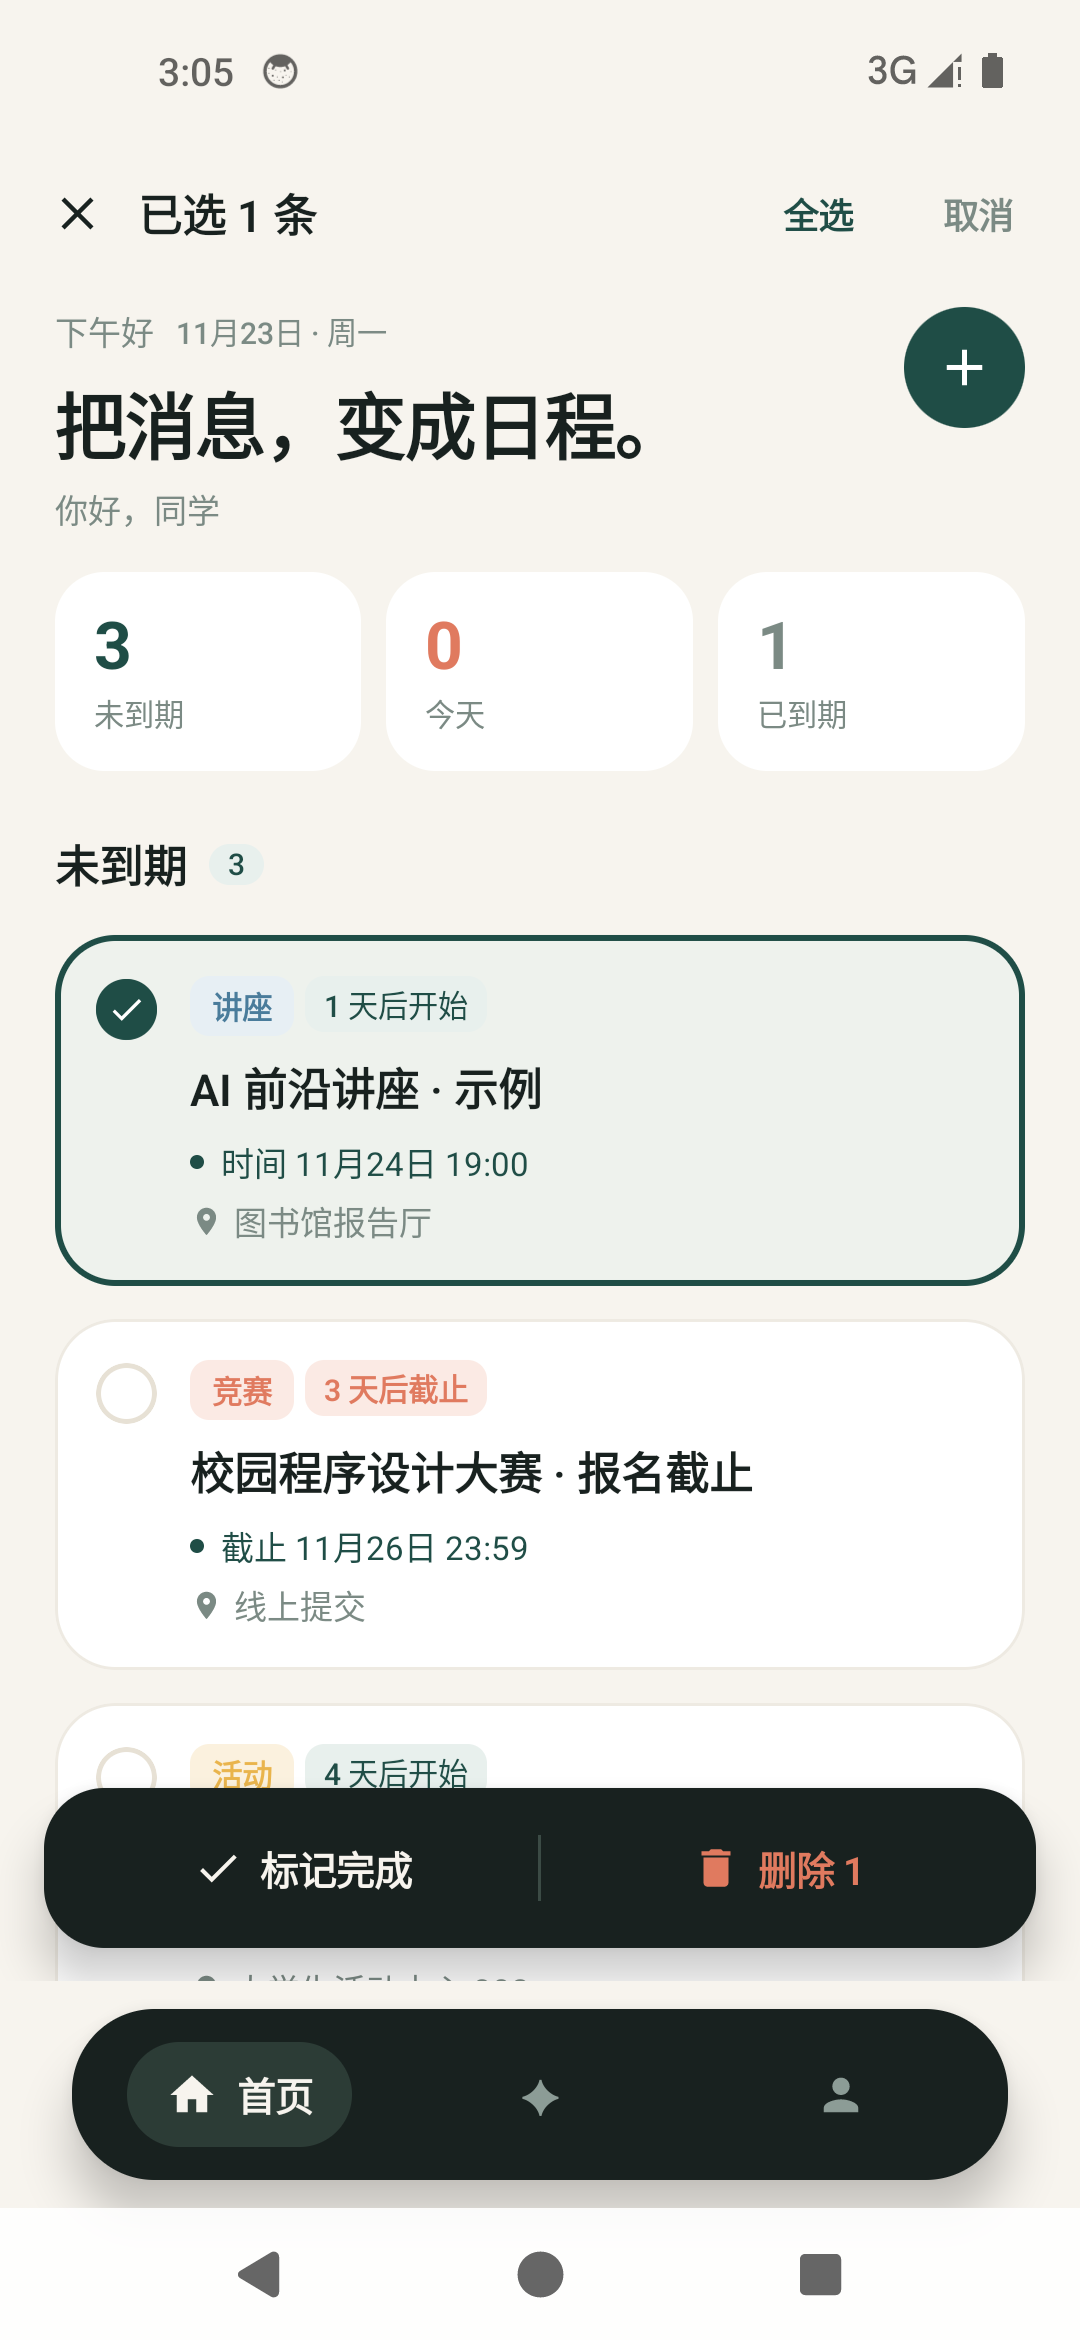 3:05
3G
已选 1 条
全选
取消
下午好 11月23日 · 周一
把消息，变成日程。
你好，同学
3
未到期
0
今天
1
已到期
未到期 3
讲座 1 天后开始
AI 前沿讲座 · 示例
时间 11月24日 19:00
图书馆报告厅
竞赛 3 天后截止
校园程序设计大赛 · 报名截止
截止 11月26日 23:59
线上提交
活动 4 天后开始
标记完成
删除 1
首页